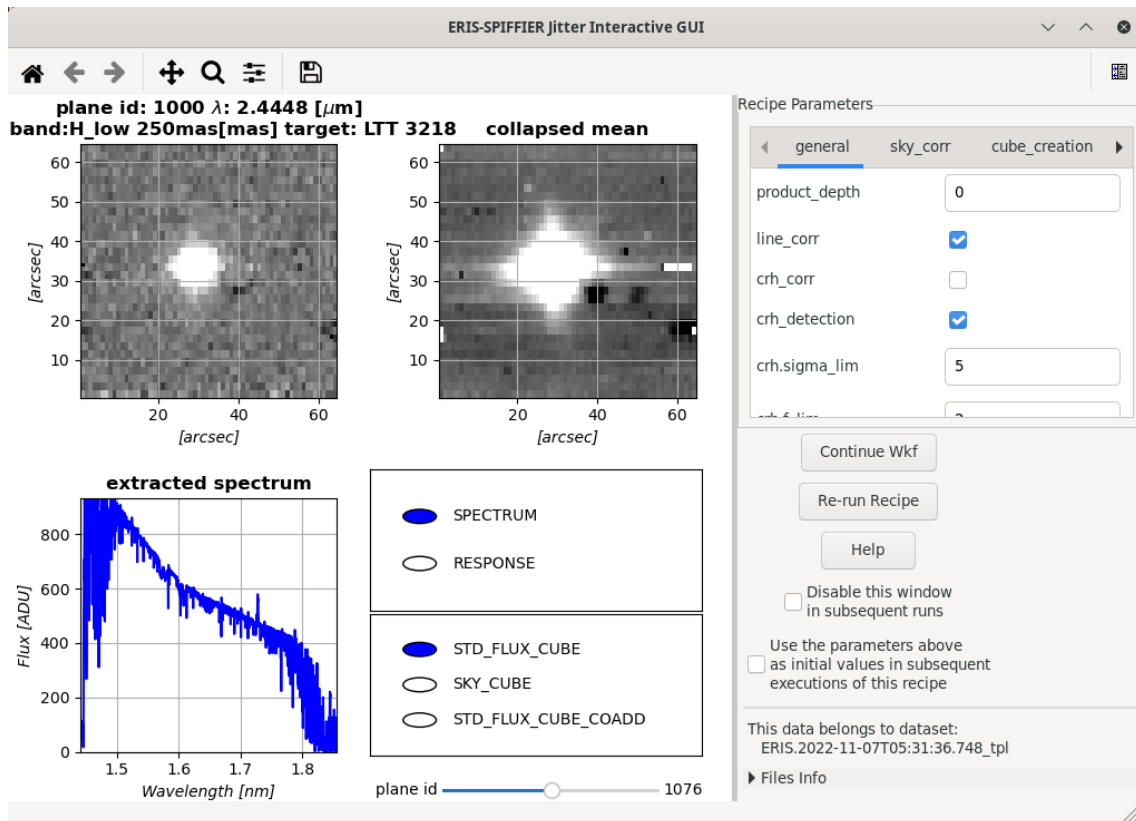 ERIS-SPIFFIER Jitter Interactive GUI
plane id: 1000 λ: 2.4448 [μm]
band:H_low 250mas[mas] target: LTT 3218
collapsed mean
60
50
40
30
20
10
[arcsec]
20 40 60
[arcsec]
60
50
40
30
20
10
[arcsec]
20 40 60
[arcsec]
extracted spectrum
800
600
400
200
0
Flux [ADU]
1.5 1.6 1.7 1.8
Wavelength [nm]
SPECTRUM
RESPONSE
STD_FLUX_CUBE
SKY_CUBE
STD_FLUX_CUBE_COADD
plane id 1076
Recipe Parameters
general sky_corr cube_creation
product_depth 0
line_corr
crh_corr
crh_detection
crh.sigma_lim 5
Continue Wkf
Re-run Recipe
Help
Disable this window
in subsequent runs
Use the parameters above
as initial values in subsequent
executions of this recipe
This data belongs to dataset:
ERIS.2022-11-07T05:31:36.748_tpl
Files Info